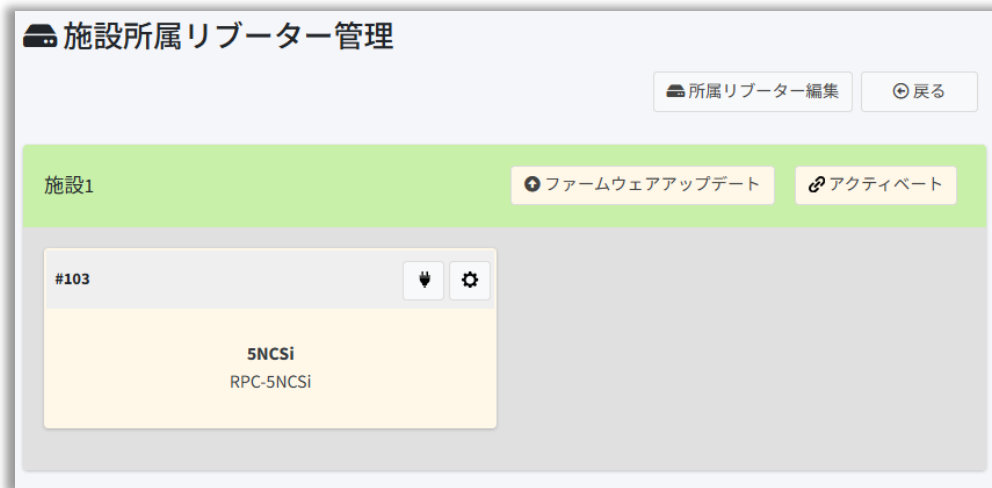 施設所属リブーター管理
所属リブーター編集
戻る
施設1
ファームウェアアップデート
アクティベート
#103
5NCSi
RPC-5NCSi